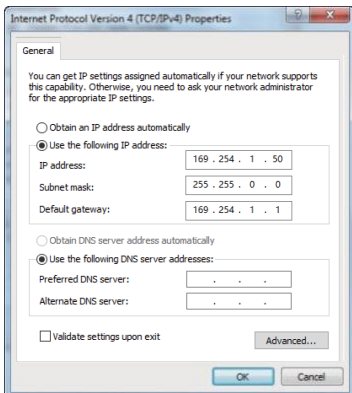 Internet Protocol Version 4 (TCP/IPv4) Properties
General
You can get IP settings assigned automatically if your network supports
this capability. Otherwise, you need to ask your network administrator
for the appropriate IP settings.
Obtain an IP address automatically
Use the following IP address:
IP address: 169 . 254 . 1 . 50
Subnet mask: 255 . 255 . 0 . 0
Default gateway: 169 . 254 . 1 . 1
Obtain DNS server address automatically
Use the following DNS server addresses:
Preferred DNS server: . . .
Alternate DNS server: . . .
Validate settings upon exit
Advanced...
OK Cancel